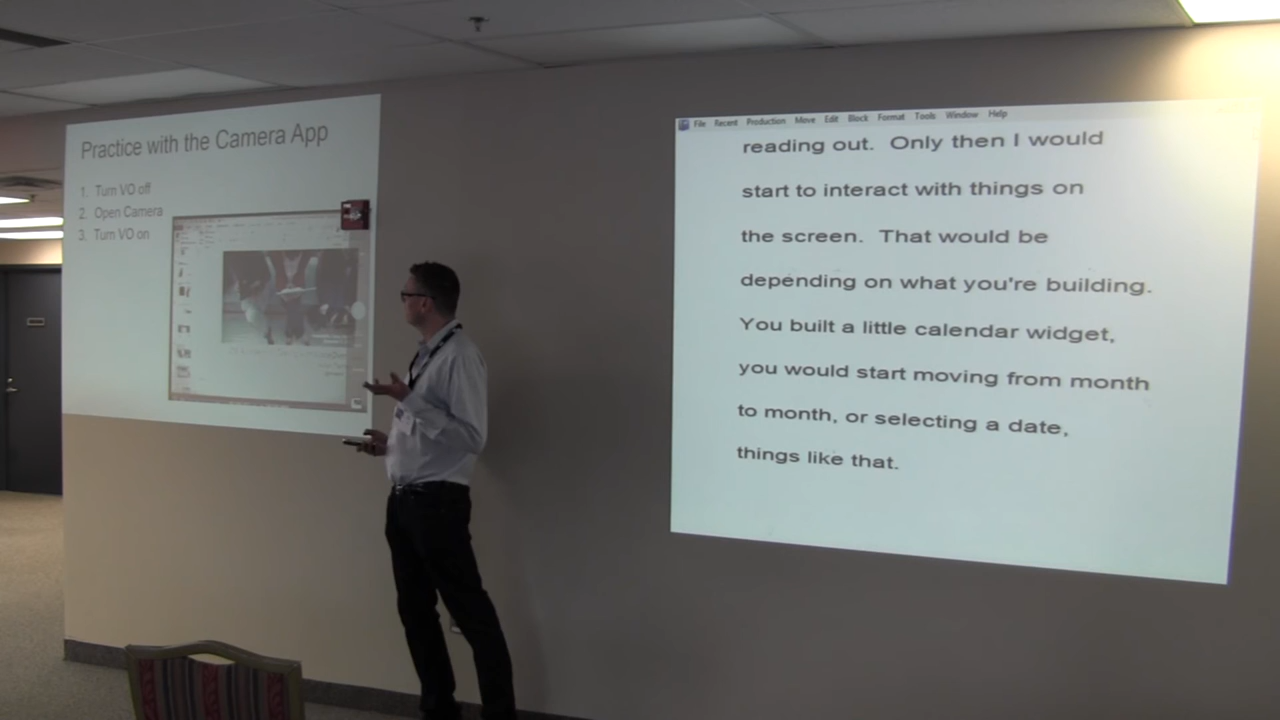 Practice with the Camera App
1. Turn VO off
2. Open Camera
3. Turn VO on
File Recent Production Move Edit Block Format Tools Window Help
reading out. Only then I would
start to interact with things on
the screen. That would be
depending on what you're building.
You built a little calendar widget,
you would start moving from month
to month, or selecting a date,
things like that.